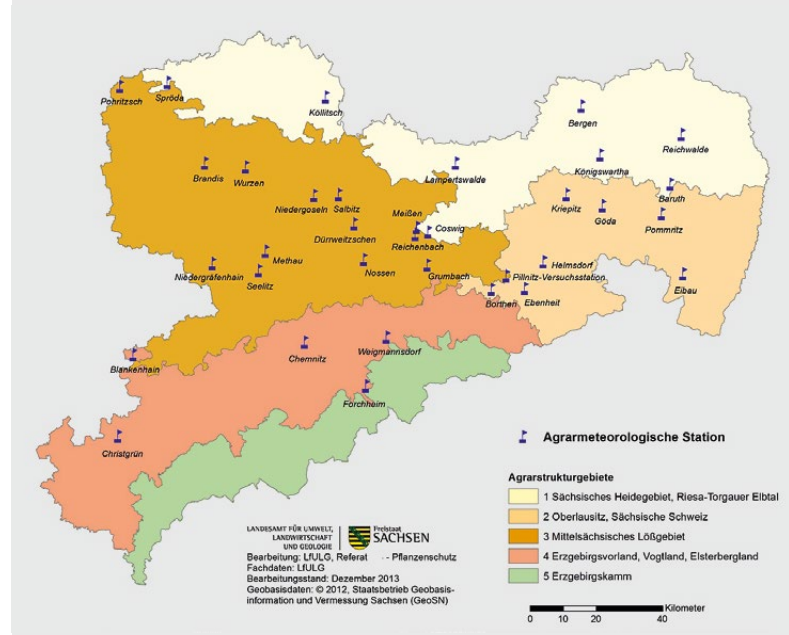 Pohritzsch
Spröda
Köllitsch
Bergen
Reichwalde
Königswartha
Brandis
Wurzen
Lampertswalde
Baruth
Niedergoseln
Salbitz
Meißen
Kriepitz
Göda
Pommritz
Dürrweitzschen
Coswig
Reichenbach
Methau
Niedergräfenhain
Seelitz
Nossen
Grumbach
Helmsdorf
Pillnitz-Versuchsstation
Borthen
Ebenheit
Eibau
Blankenhain
Chemnitz
Weigmannsdorf
Forchheim
Christgrün
Agrarmeteorologische Station
Agrarstrukturgebiete
1 Sächsisches Heidegebiet, Riesa-Torgauer Elbtal
2 Oberlausitz, Sächsische Schweiz
3 Mittelsächsisches Lößgebiet
4 Erzgebirgsvorland, Vogtland, Elsterbergland
5 Erzgebirgskamm
LANDESAMT FÜR UMWELT,
LANDWIRTSCHAFT
UND GEOLOGIE
Freistaat
SACHSEN
Bearbeitung: LfULG, Referat - Pflanzenschutz
Fachdaten: LfULG
Bearbeitungsstand: Dezember 2013
Geobasisdaten: © 2012, Staatsbetrieb Geobasis-
information und Vermessung Sachsen (GeoSN)
Kilometer
0 10 20 40